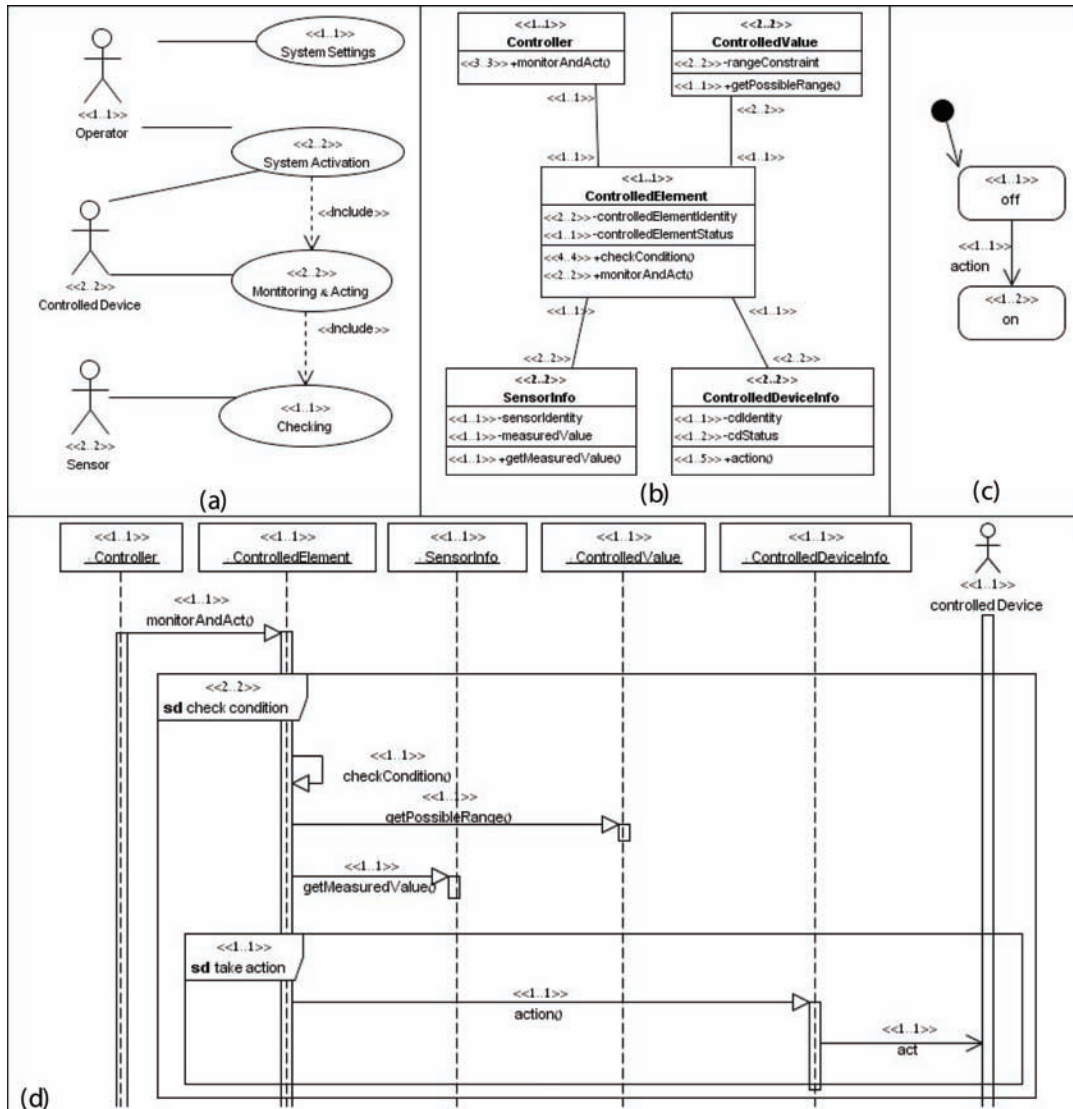 <<1..1>>
System Settings
<<1..1>>
Operator
<<2..2>>
System Activation
<<Include>>
<<2..2>>
Controlled Device
<<2..2>>
Montitoring & Acting
<<Include>>
<<2..2>>
Sensor
<<1..1>>
Checking
(a)
<<1..1>>
Controller
<<3..3>> +monitorAndAct()
<<1..1>>
<<1..1>>
<<2..2>>
ControlledValue
<<2..2>> -rangeConstraint
<<1..1>> +getPossibleRange()
<<2..2>>
<<1..1>>
<<1..1>>
ControlledElement
<<2..2>> -controlledElementIdentity
<<1..1>> -controlledElementStatus
<<4..4>> +checkCondition()
<<2..2>> +monitorAndAct()
<<1..1>>
<<1..1>>
<<2..2>>
<<2..2>>
<<2..2>>
SensorInfo
<<1..1>> -sensorIdentity
<<1..1>> -measuredValue
<<1..1>> +getMeasuredValue()
<<2..2>>
ControlledDeviceInfo
<<1..1>> -cdIdentity
<<1..2>> -cdStatus
<<1..5>> +action()
(b)
<<1..1>>
off
<<1..1>>
action
<<1..2>>
on
(c)
<<1..1>>
: Controller
<<1..1>>
: ControlledElement
<<1..1>>
: SensorInfo
<<1..1>>
: ControlledValue
<<1..1>>
: ControlledDeviceInfo
<<1..1>>
controlled Device
<<1..1>>
monitorAndAct()
<<2..2>>
sd check condition
<<1..1>>
checkCondition()
<<1..1>>
getPossibleRange()
<<1..1>>
getMeasuredValue()
<<1..1>>
sd take action
<<1..1>>
action()
<<1..1>>
act
(d)